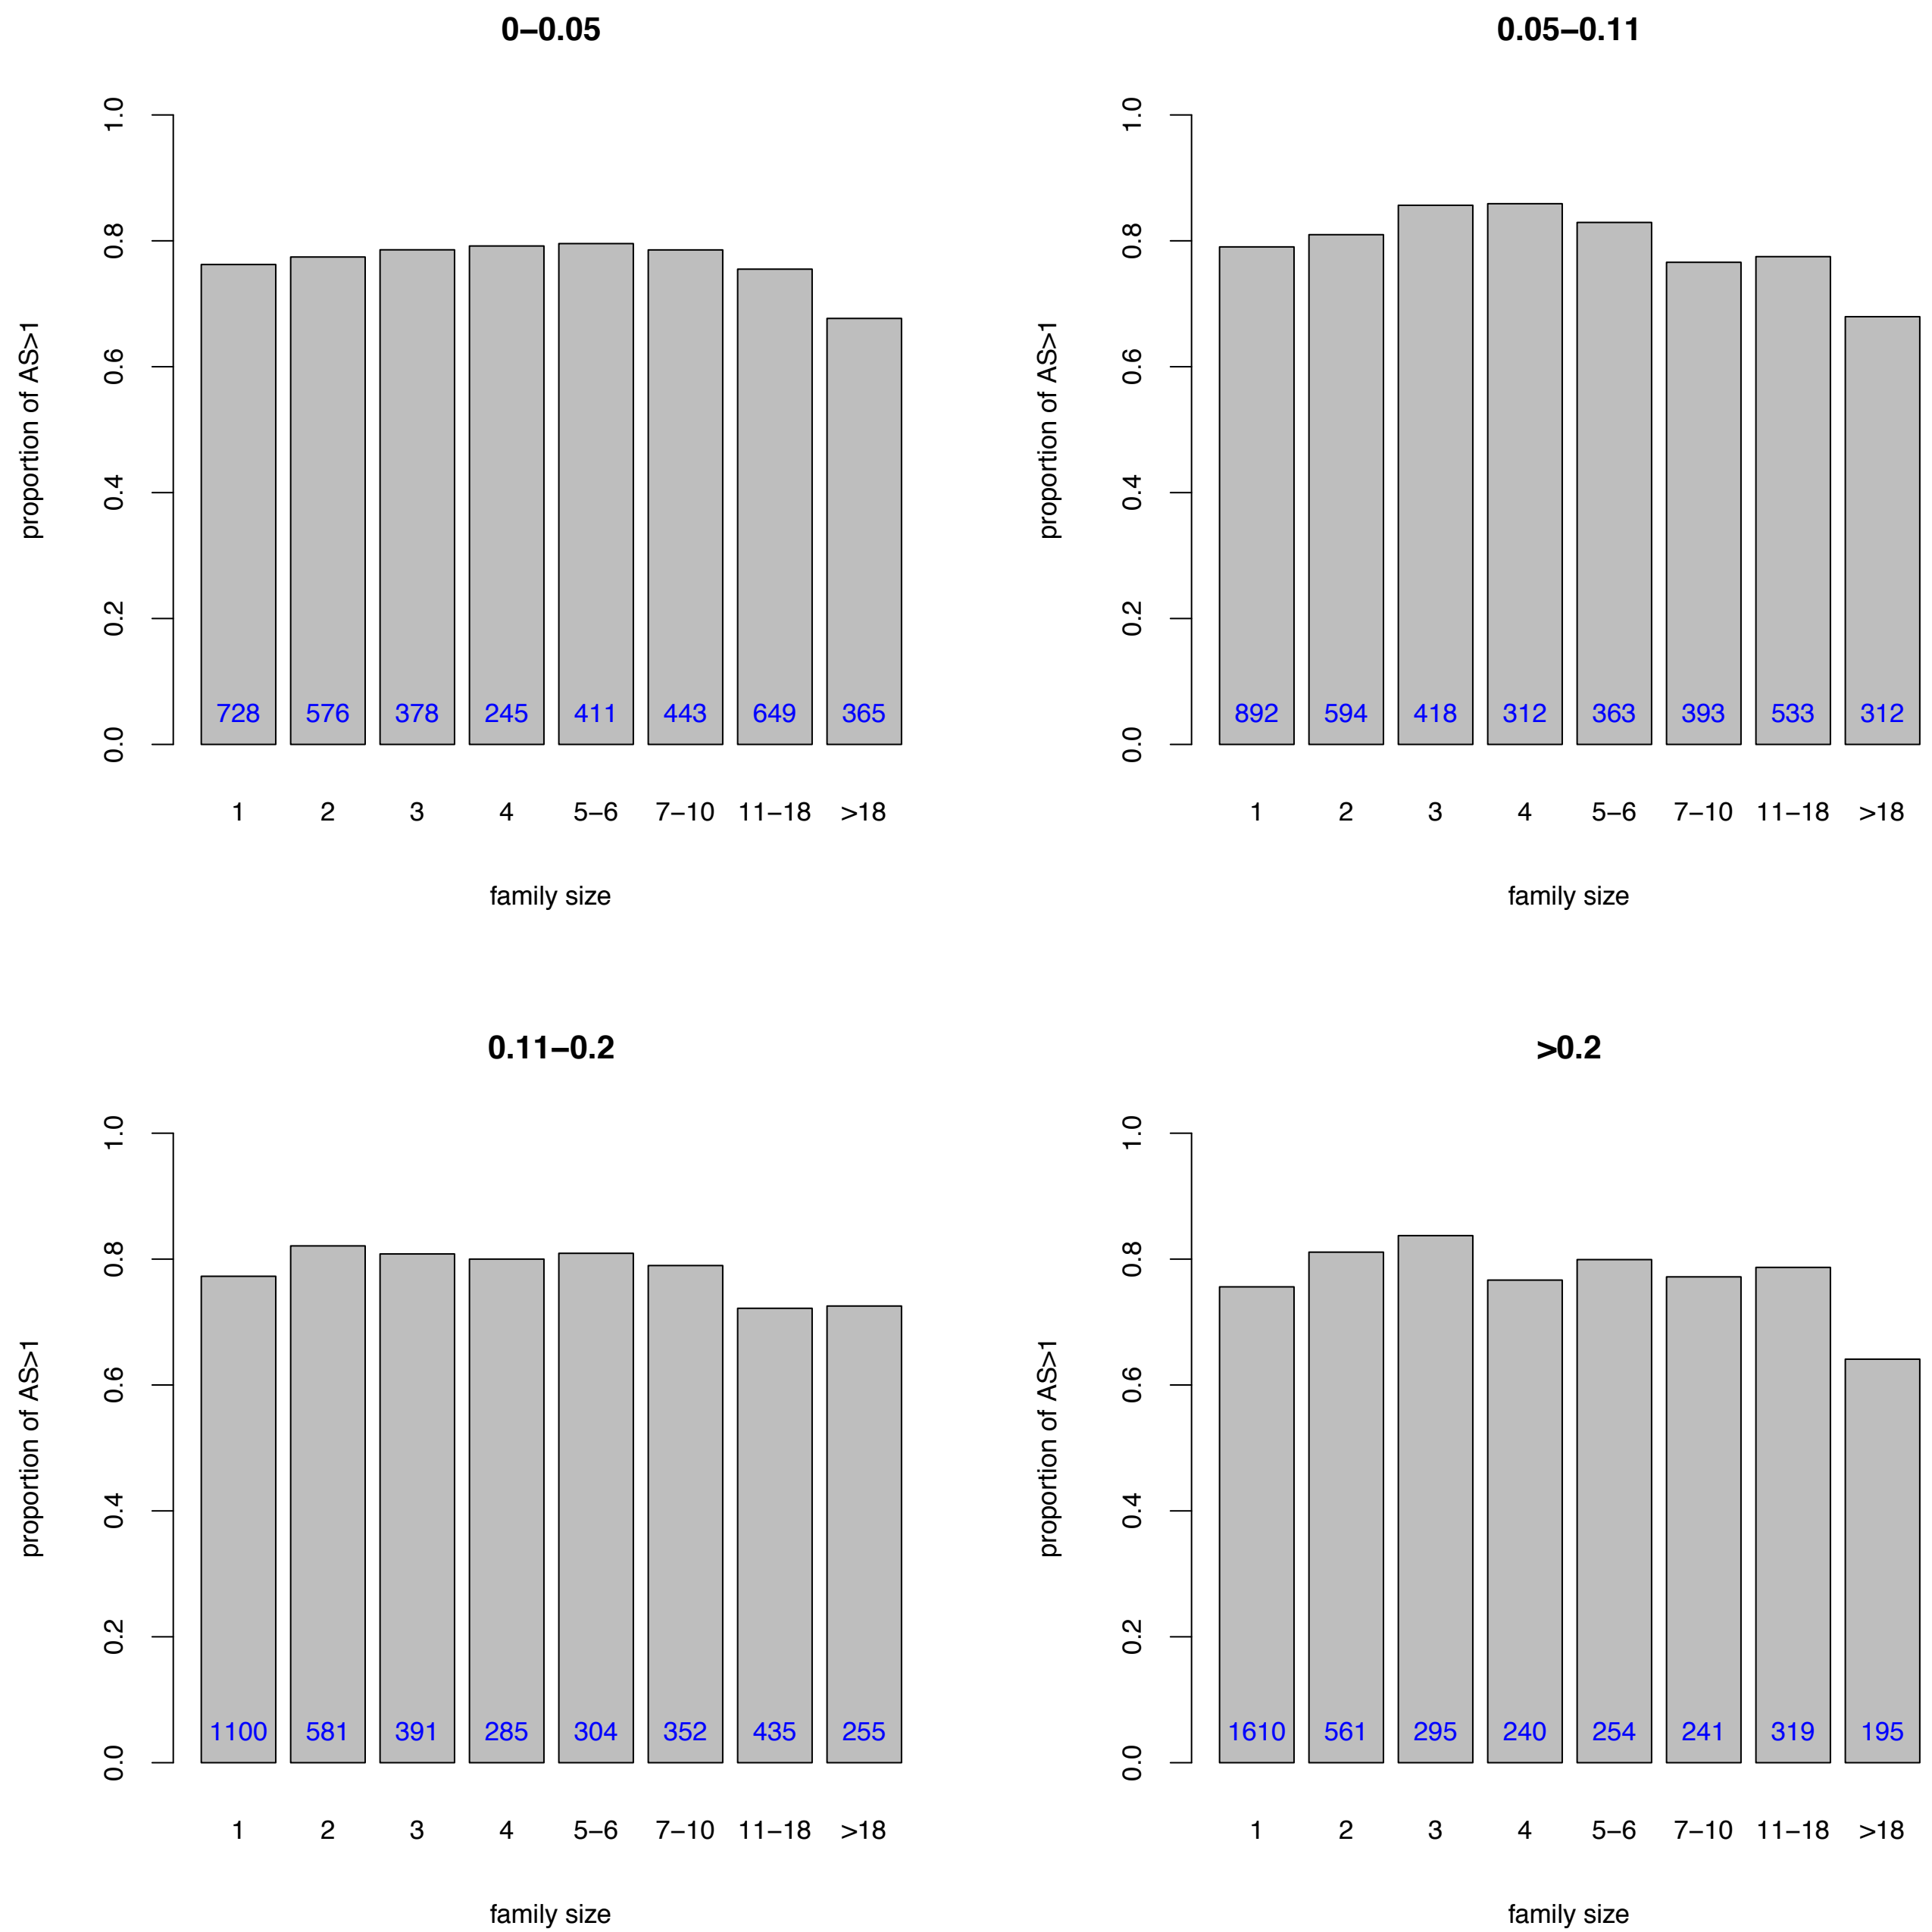 0–0.05
proportion of AS>1
0.0 0.2 0.4 0.6 0.8 1.0
728 576 378 245 411 443 649 365
1 2 3 4 5–6 7–10 11–18 >18
family size
0.05–0.11
proportion of AS>1
0.0 0.2 0.4 0.6 0.8 1.0
892 594 418 312 363 393 533 312
1 2 3 4 5–6 7–10 11–18 >18
family size
0.11–0.2
proportion of AS>1
0.0 0.2 0.4 0.6 0.8 1.0
1100 581 391 285 304 352 435 255
1 2 3 4 5–6 7–10 11–18 >18
family size
>0.2
proportion of AS>1
0.0 0.2 0.4 0.6 0.8 1.0
1610 561 295 240 254 241 319 195
1 2 3 4 5–6 7–10 11–18 >18
family size